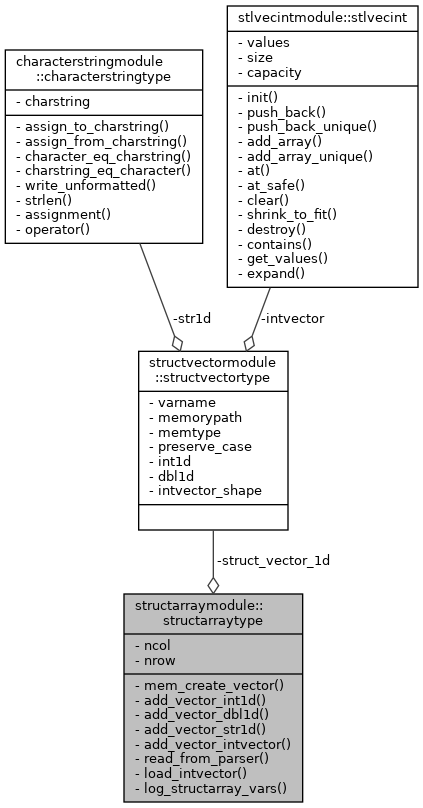 characterstringmodule
::characterstringtype
- charstring
- assign_to_charstring()
- assign_from_charstring()
- character_eq_charstring()
- charstring_eq_character()
- write_unformatted()
- strlen()
- assignment()
- operator()
stlvecintmodule::stlvecint
- values
- size
- capacity
- init()
- push_back()
- push_back_unique()
- add_array()
- add_array_unique()
- at()
- at_safe()
- clear()
- shrink_to_fit()
- destroy()
- contains()
- get_values()
- expand()
-str1d
-intvector
structvectormodule
::structvectortype
- varname
- memorypath
- memtype
- preserve_case
- int1d
- dbl1d
- intvector_shape
-struct_vector_1d
structarraymodule::
structarraytype
- ncol
- nrow
- mem_create_vector()
- add_vector_int1d()
- add_vector_dbl1d()
- add_vector_str1d()
- add_vector_intvector()
- read_from_parser()
- load_intvector()
- log_structarray_vars()